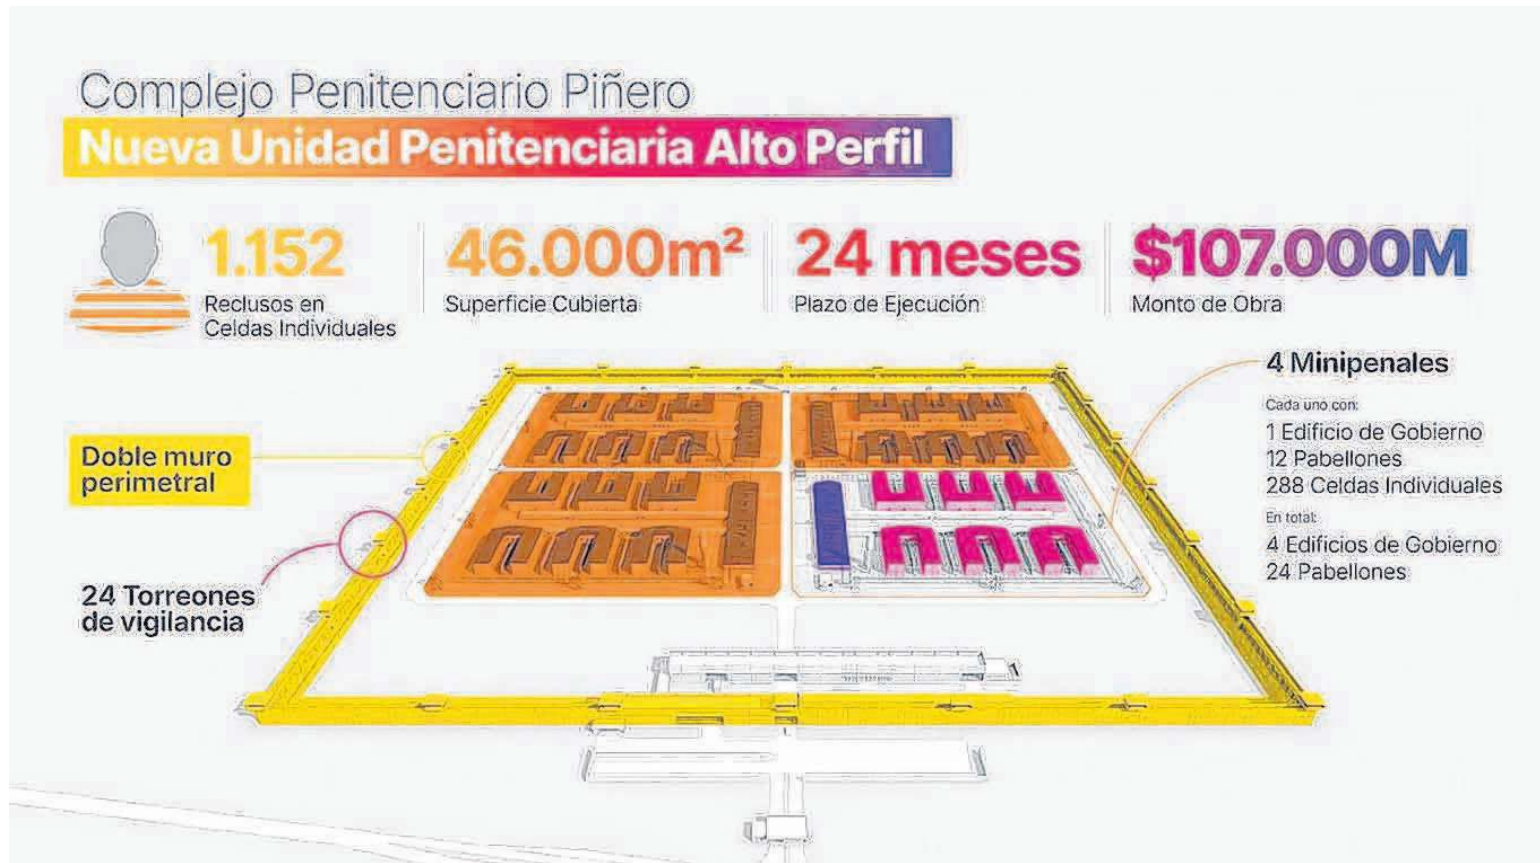 Complejo Penitenciario Piñero
Nueva Unidad Penitenciaria Alto Perfil
1.152
Reclusos en
Celdas Individuales
46.000m²
Superficie Cubierta
24 meses
Plazo de Ejecución
$107.000M
Monto de Obra
Doble muro
perimetral
24 Torreones
de vigilancia
4 Minipenales
Cada uno con:
1 Edificio de Gobierno
12 Pabellones
288 Celdas Individuales
En total:
4 Edificios de Gobierno
24 Pabellones